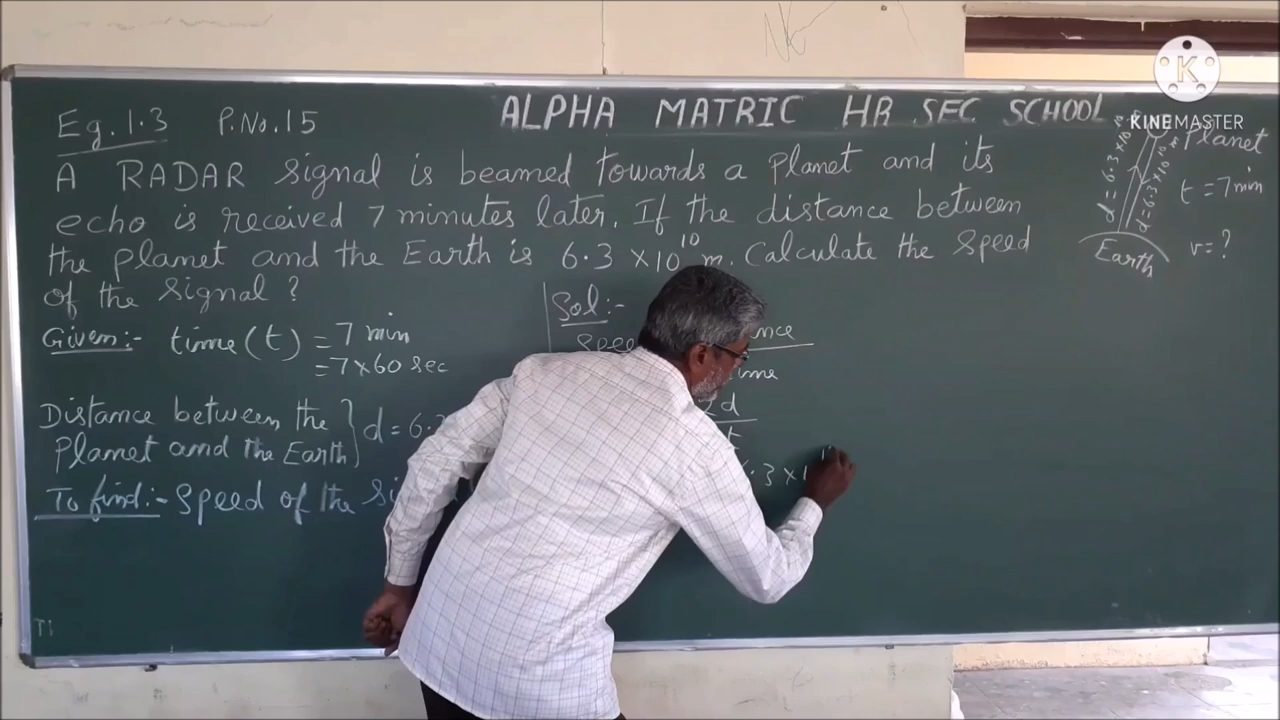 ALPHA MATRIC HR SEC SCHOOL
KINEMASTER
Eg. 1.3 P.No.15
A RADAR signal is beamed towards a planet and its
echo is received 7 minutes later. If the distance between
the planet and the Earth is 6.3 × 10¹⁰ m. Calculate the speed
of the signal?
Given:- time (t) = 7 min
= 7×60 sec
Distance between the
Planet and the Earth } d = 6.3
To find:- Speed of the si
Sol:-
Spee nce
ime
2d
t
6.3 × 1
Planet
d = 6.3 × 10¹⁰ m
d = 6.3 × 10¹⁰ m
t = 7 min
Earth
v = ?